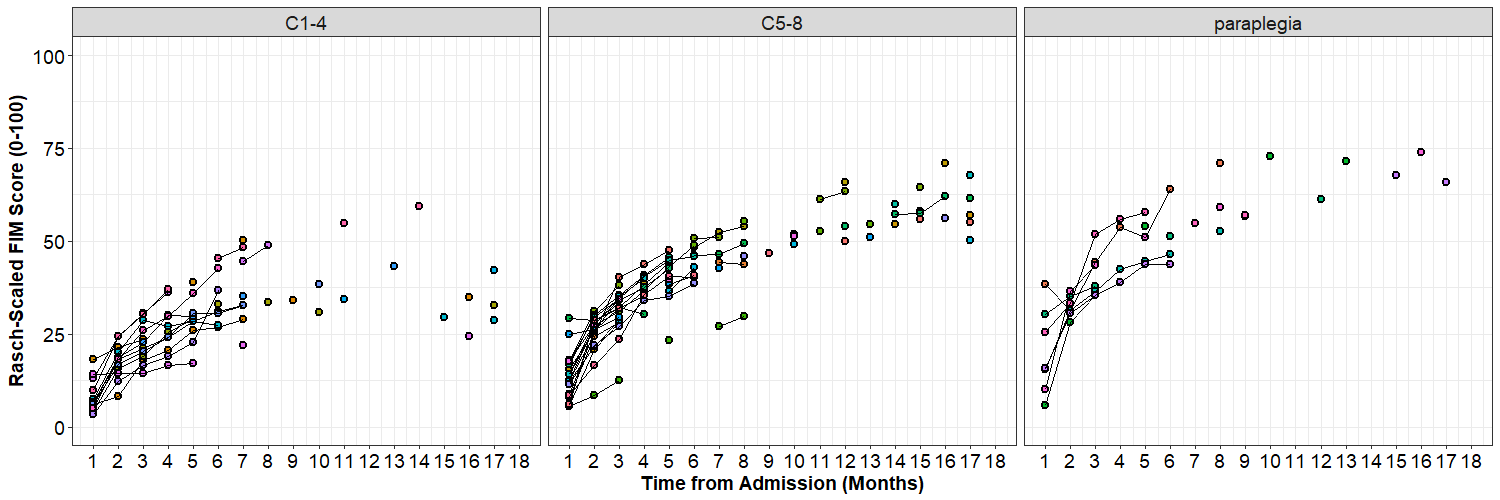 C1-4 C5-8 paraplegia
Rasch-Scaled FIM Score (0-100)
100
75
50
25
0
1 2 3 4 5 6 7 8 9 10 11 12 13 14 15 16 17 18 1 2 3 4 5 6 7 8 9 10 11 12 13 14 15 16 17 18 1 2 3 4 5 6 7 8 9 10 11 12 13 14 15 16 17 18
Time from Admission (Months)